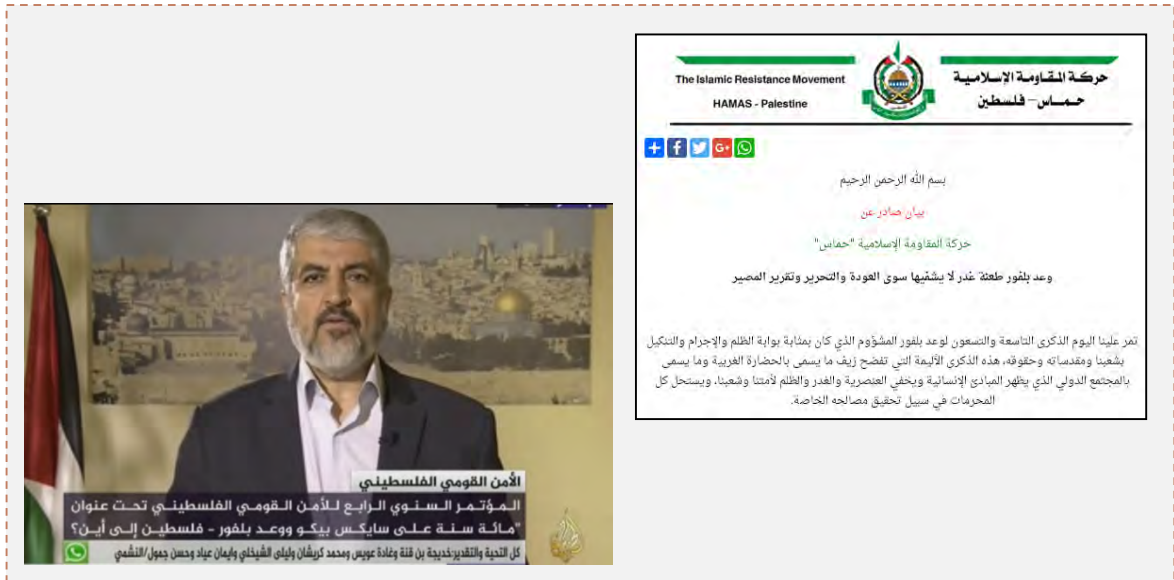 The Islamic Resistance Movement
HAMAS - Palestine
حركة المقاومة الإسلامية
حماس - فلسطين
بسم الله الرحمن الرحيم
بيان صادر عن
حركة المقاومة الإسلامية "حماس"
وعد بلفور طعنة غدر لا يشفيها سوى العودة والتحرير وتقرير المصير
تمر علينا اليوم الذكرى التاسعة والتسعون لوعد بلفور المشؤوم الذي كان بمثابة بوابة الظلم والإجرام والتنكيل
بشعبنا ومقدساته وحقوقه، هذه الذكرى الأليمة التي تفضح زيف ما يسمى بالحضارة الغربية وما يسمى
بالمجتمع الدولي الذي يظهر المبادئ الإنسانية ويخفي العنصرية والغدر والظلم لأمتنا وشعبنا، ويستحل كل
المحرمات في سبيل تحقيق مصالحه الخاصة.
الأمن القومي الفلسطيني
المؤتمر السنوي الرابع للأمن القومي الفلسطيني تحت عنوان
"مائة سنة على سايكس بيكو ووعد بلفور - فلسطين إلى أين؟
كل التحية والتقدير:خديجة بن قنة وغادة عويس ومحمد كريشان وليلى الشيخلي وايمان عياد وحسن جمول/النشمي